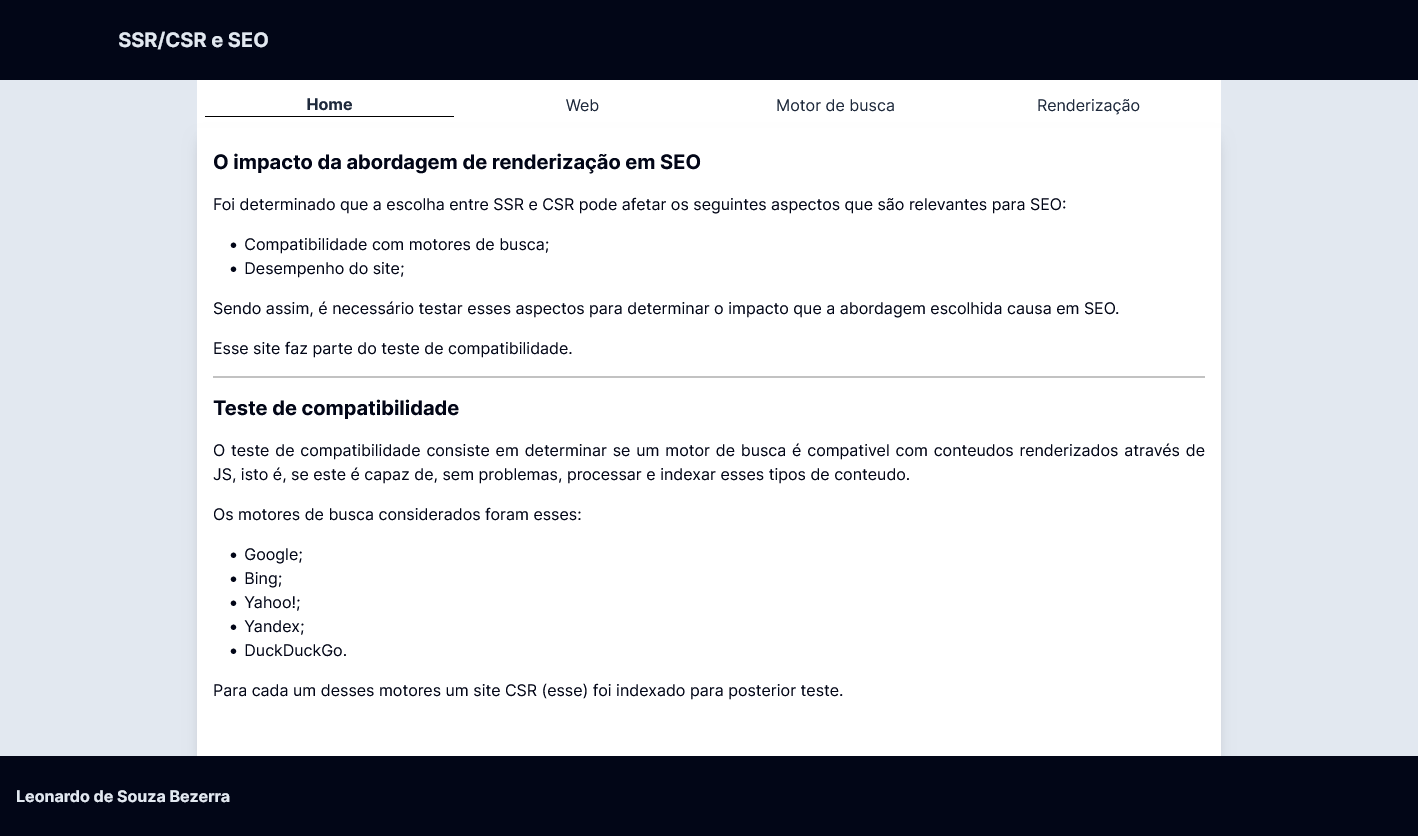 SSR/CSR e SEO
Home
Web
Motor de busca
Renderização
O impacto da abordagem de renderização em SEO
Foi determinado que a escolha entre SSR e CSR pode afetar os seguintes aspectos que são relevantes para SEO:
• Compatibilidade com motores de busca;
• Desempenho do site;
Sendo assim, é necessário testar esses aspectos para determinar o impacto que a abordagem escolhida causa em SEO.
Esse site faz parte do teste de compatibilidade.
Teste de compatibilidade
O teste de compatibilidade consiste em determinar se um motor de busca é compativel com conteudos renderizados através de
JS, isto é, se este é capaz de, sem problemas, processar e indexar esses tipos de conteudo.
Os motores de busca considerados foram esses:
• Google;
• Bing;
• Yahoo!;
• Yandex;
• DuckDuckGo.
Para cada um desses motores um site CSR (esse) foi indexado para posterior teste.
Leonardo de Souza Bezerra